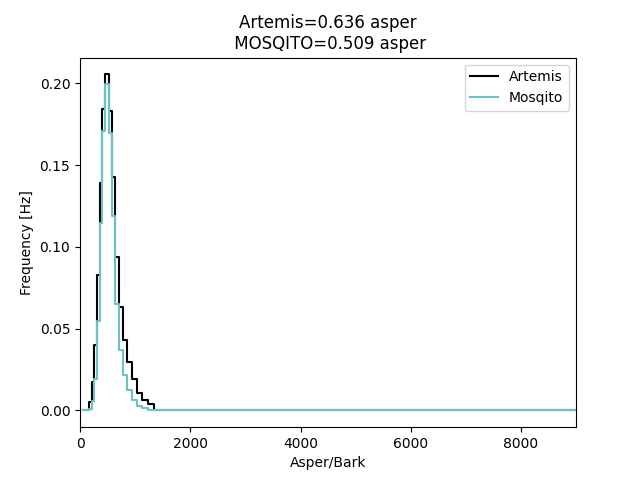 Artemis=0.636 asper
MOSQITO=0.509 asper
Artemis
Mosqito
0.20
0.15
0.10
0.05
0.00
Frequency [Hz]
0
2000
4000
6000
8000
Asper/Bark